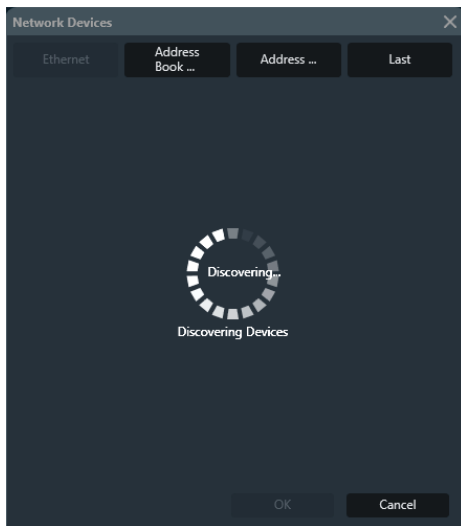 Network Devices
Ethernet
Address
Book ...
Address ...
Last
Discovering...
Discovering Devices
OK
Cancel